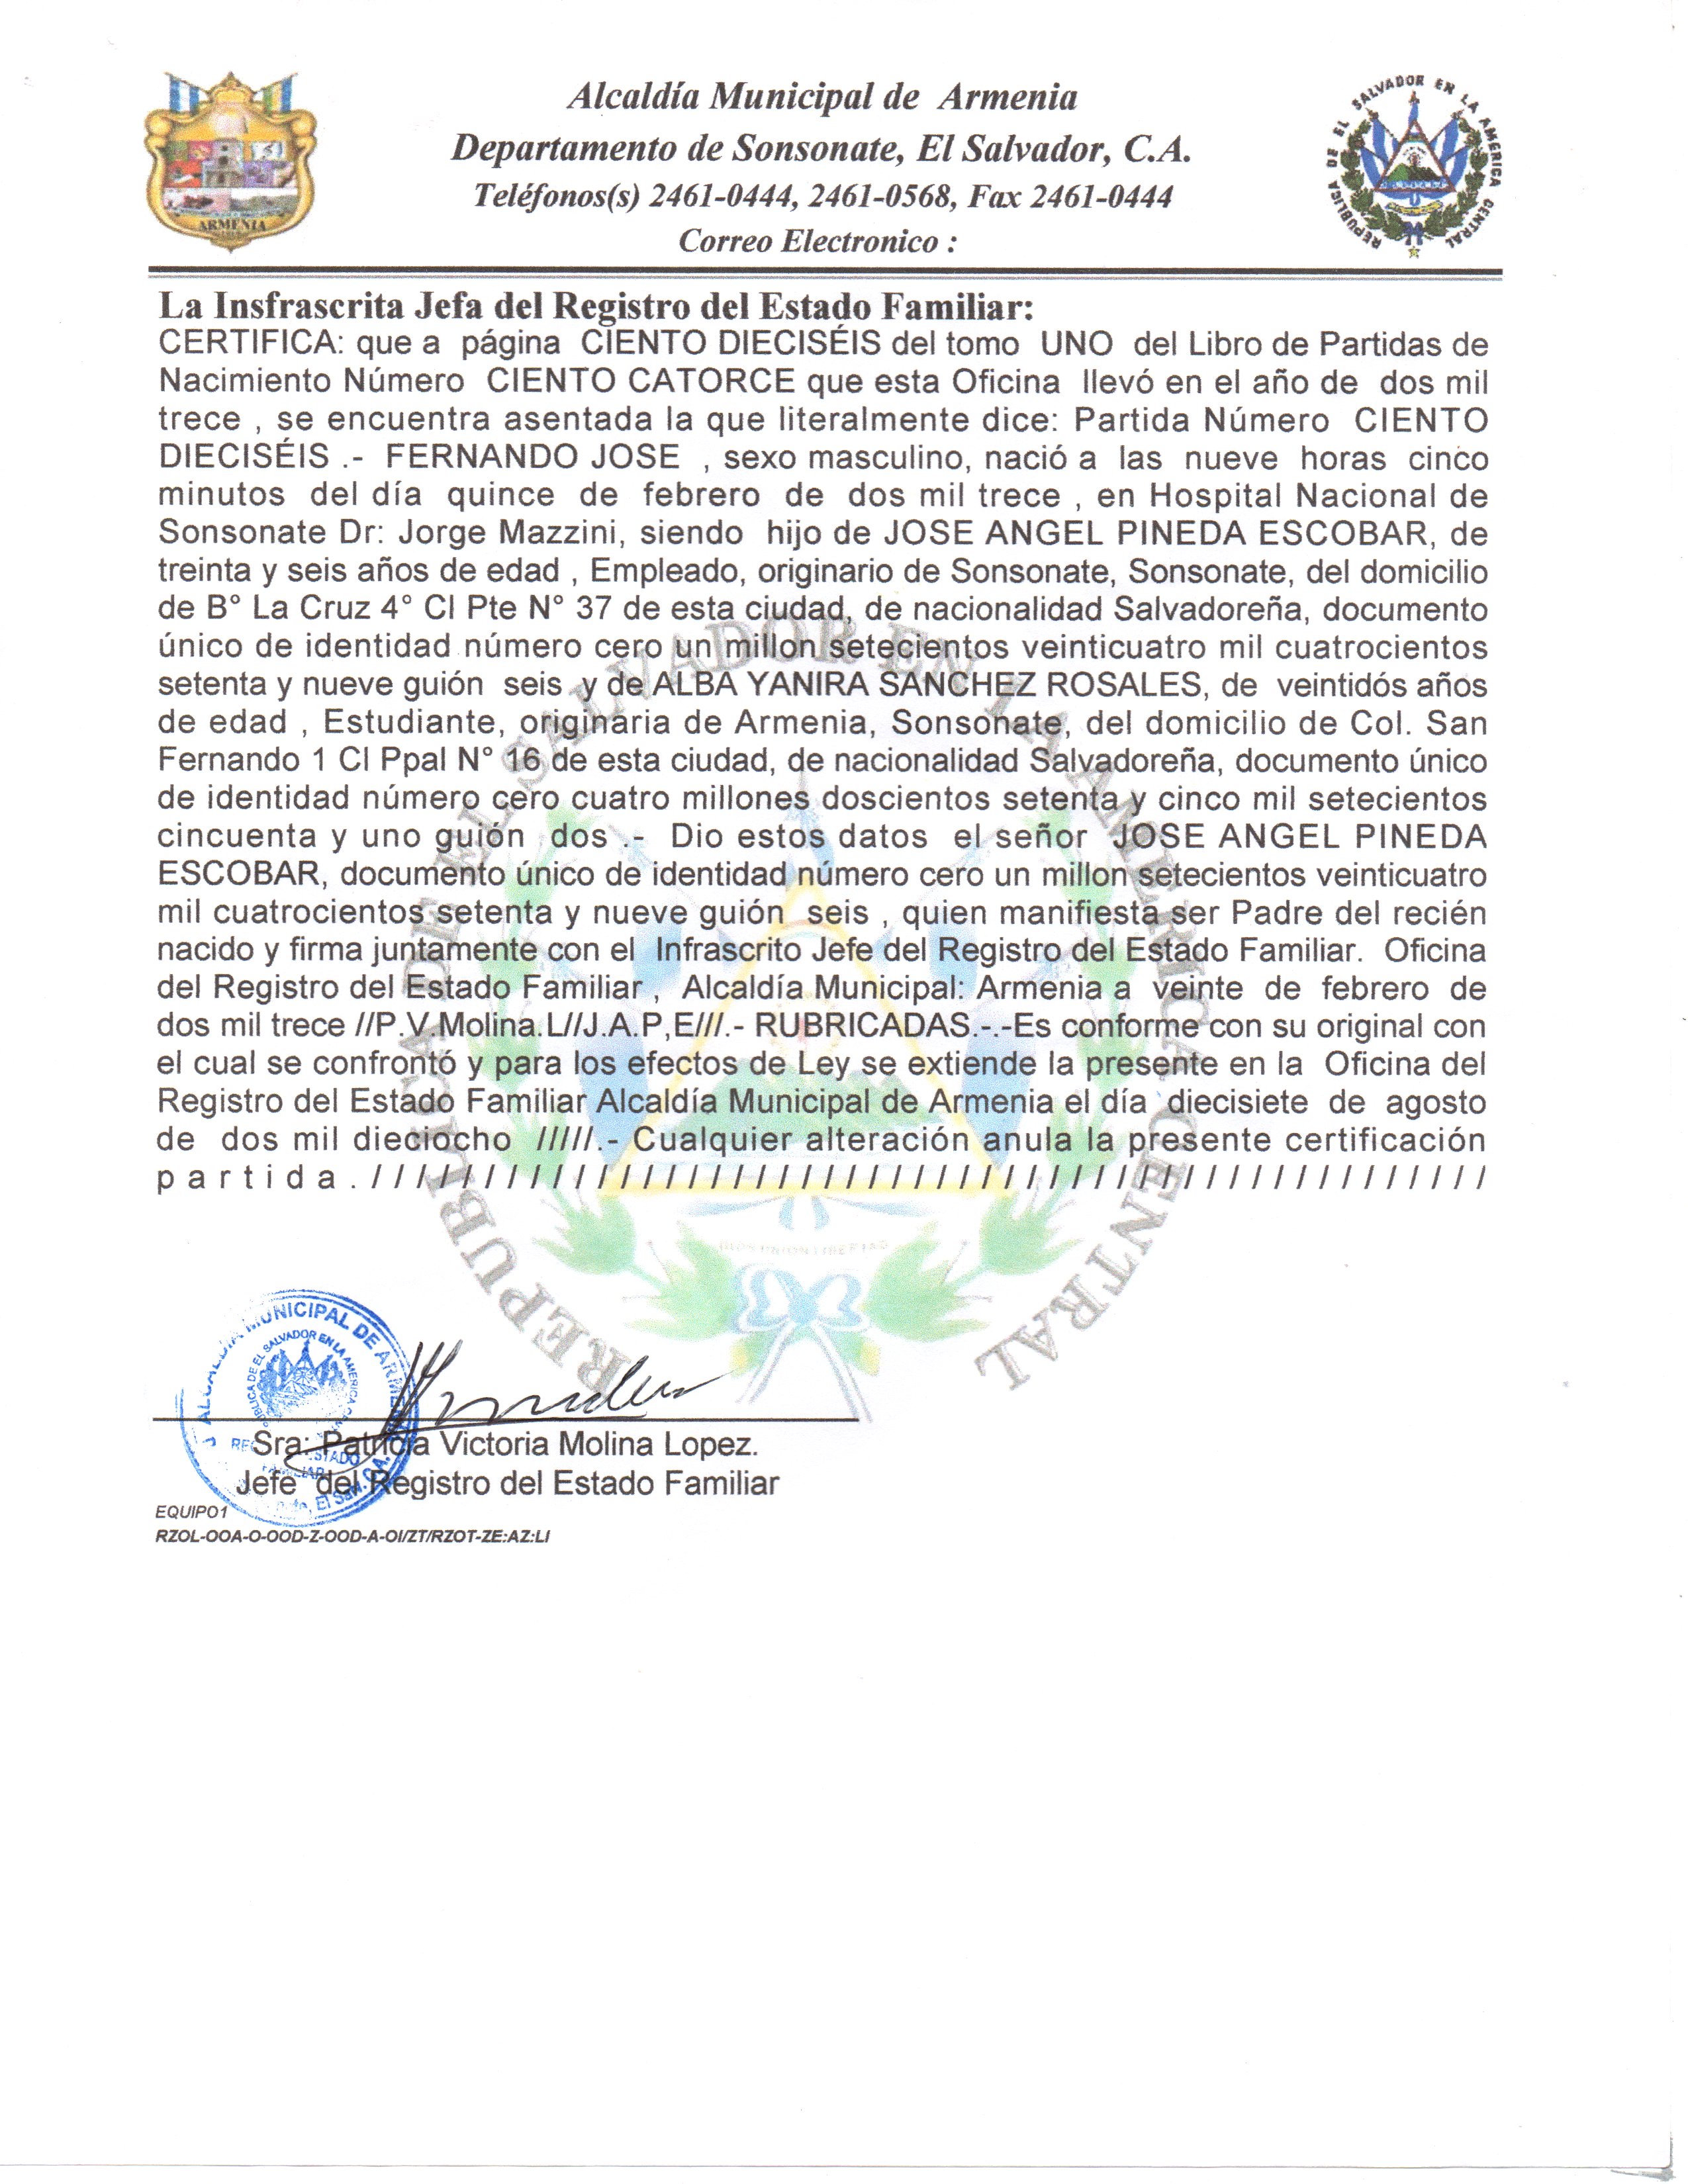 Alcaldía Municipal de Armenia
Departamento de Sonsonate, El Salvador, C.A.
Teléfonos(s) 2461-0444, 2461-0568, Fax 2461-0444
Correo Electronico :
ARMENIA
REPUBLICA DE EL SALVADOR EN LA AMERICA CENTRAL
La Insfrascrita Jefa del Registro del Estado Familiar:
CERTIFICA: que a página CIENTO DIECISÉIS del tomo UNO del Libro de Partidas de
Nacimiento Número CIENTO CATORCE que esta Oficina llevó en el año de dos mil
trece , se encuentra asentada la que literalmente dice: Partida Número CIENTO
DIECISÉIS .- FERNANDO JOSE , sexo masculino, nació a las nueve horas cinco
minutos del día quince de febrero de dos mil trece , en Hospital Nacional de
Sonsonate Dr: Jorge Mazzini, siendo hijo de JOSE ANGEL PINEDA ESCOBAR, de
treinta y seis años de edad , Empleado, originario de Sonsonate, Sonsonate, del domicilio
de B° La Cruz 4° Cl Pte N° 37 de esta ciudad, de nacionalidad Salvadoreña, documento
único de identidad número cero un millon setecientos veinticuatro mil cuatrocientos
setenta y nueve guión seis y de ALBA YANIRA SANCHEZ ROSALES, de veintidós años
de edad , Estudiante, originaria de Armenia, Sonsonate, del domicilio de Col. San
Fernando 1 Cl Ppal N° 16 de esta ciudad, de nacionalidad Salvadoreña, documento único
de identidad número cero cuatro millones doscientos setenta y cinco mil setecientos
cincuenta y uno guión dos .- Dio estos datos el señor JOSE ANGEL PINEDA
ESCOBAR, documento único de identidad número cero un millon setecientos veinticuatro
mil cuatrocientos setenta y nueve guión seis , quien manifiesta ser Padre del recién
nacido y firma juntamente con el Infrascrito Jefe del Registro del Estado Familiar. Oficina
del Registro del Estado Familiar , Alcaldía Municipal: Armenia a veinte de febrero de
dos mil trece //P.V.Molina.L//J.A.P,E///.- RUBRICADAS.-.-Es conforme con su original con
el cual se confrontó y para los efectos de Ley se extiende la presente en la Oficina del
Registro del Estado Familiar Alcaldía Municipal de Armenia el día diecisiete de agosto
de dos mil dieciocho /////.- Cualquier alteración anula la presente certificación
partida.//////////////////////////////////////////////////
REPUBLICA DE EL SALVADOR EN LA AMERICA CENTRAL
DIOS UNION LIBERTAD
ALCALDIA MUNICIPAL DE ARMENIA
REPUBLICA DE EL SALVADOR EN LA AMERICA CENTRAL
ESTADO
FAMILIAR
Sra: Patricia Victoria Molina Lopez.
Jefe del Registro del Estado Familiar
EQUIPO1
RZOL-OOA-O-OOD-Z-OOD-A-OI/ZT/RZOT-ZE:AZ:LI